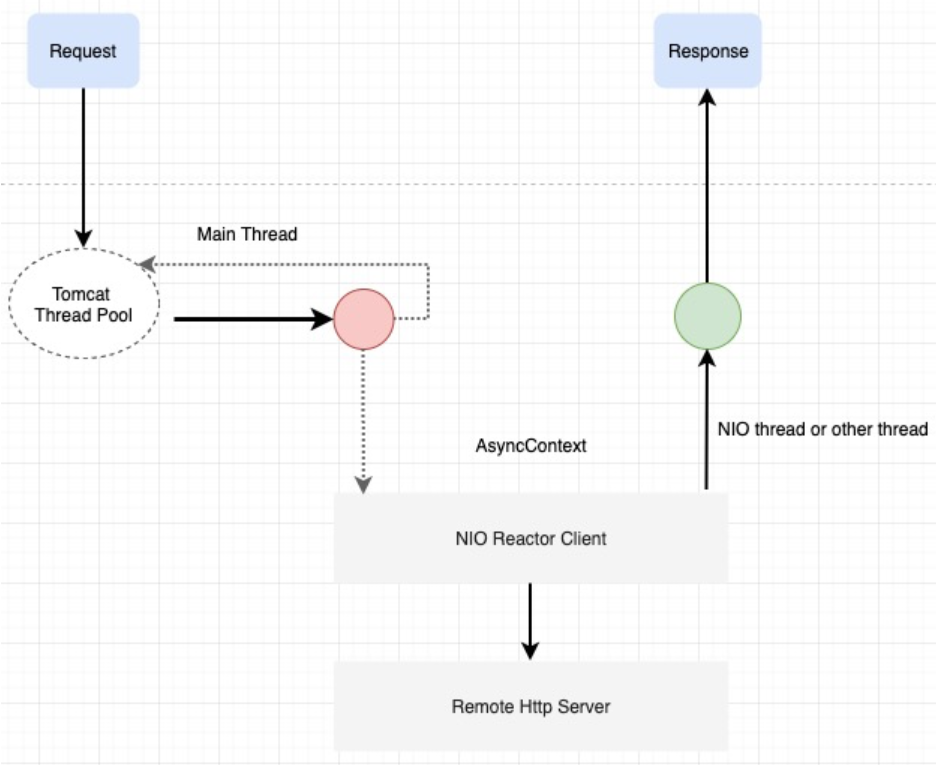 Request
Response
Main Thread
Tomcat
Thread Pool
NIO thread or other thread
AsyncContext
NIO Reactor Client
Remote Http Server